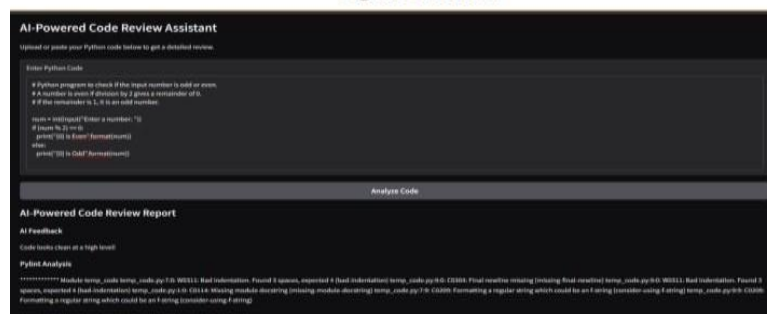 AI-Powered Code Review Assistant
Upload or paste your Python code below to get a detailed review.
Enter Python Code
# Python program to check if the input number is odd or even.
# A number is even if division by 2 gives a remainder of 0.
# If the remainder is 1, it is an odd number.
num = int(input("Enter a number: "))
if (num % 2) == 0:
print("{0} is Even".format(num))
else:
print("{0} is Odd".format(num))
Analyze Code
AI-Powered Code Review Report
AI Feedback
Code looks clean at a high level!
Pylint Analysis
************* Module temp_code temp_code.py:7:0: W0311: Bad indentation. Found 3 spaces, expected 4 (bad-indentation) temp_code.py:9:0: C0304: Final newline missing (missing-final-newline) temp_code.py:9:0: W0311: Bad indentation. Found 3
spaces, expected 4 (bad-indentation) temp_code.py:1:0: C0114: Missing module docstring (missing-module-docstring) temp_code.py:7:9: C0209: Formatting a regular string which could be an f-string (consider-using-f-string) temp_code.py:9:9: C0209:
Formatting a regular string which could be an f-string (consider-using-f-string)